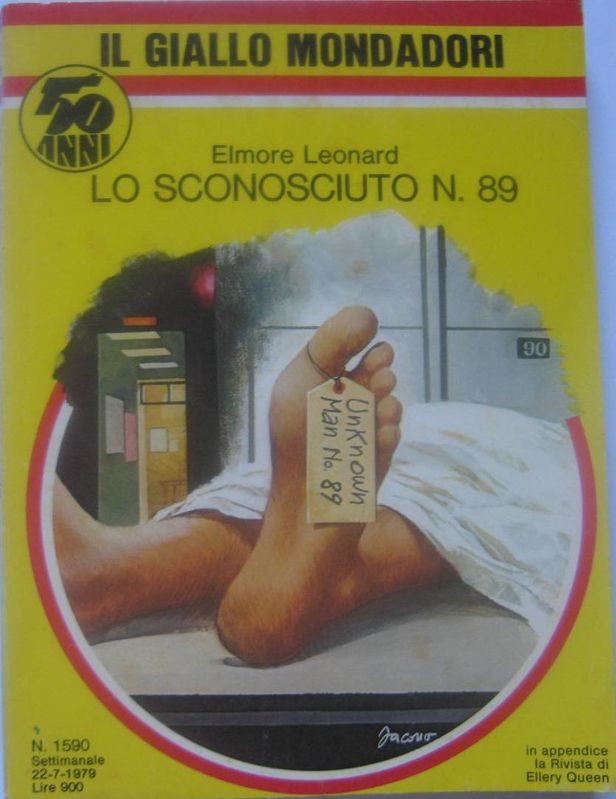 IL GIALLO MONDADORI
50
ANNI
Elmore Leonard
LO SCONOSCIUTO N. 89
90
Unknown
Man No. 89
Jacono
N. 1590
Settimanale
22-7-1979
Lire 900
in appendice
la Rivista di
Ellery Queen